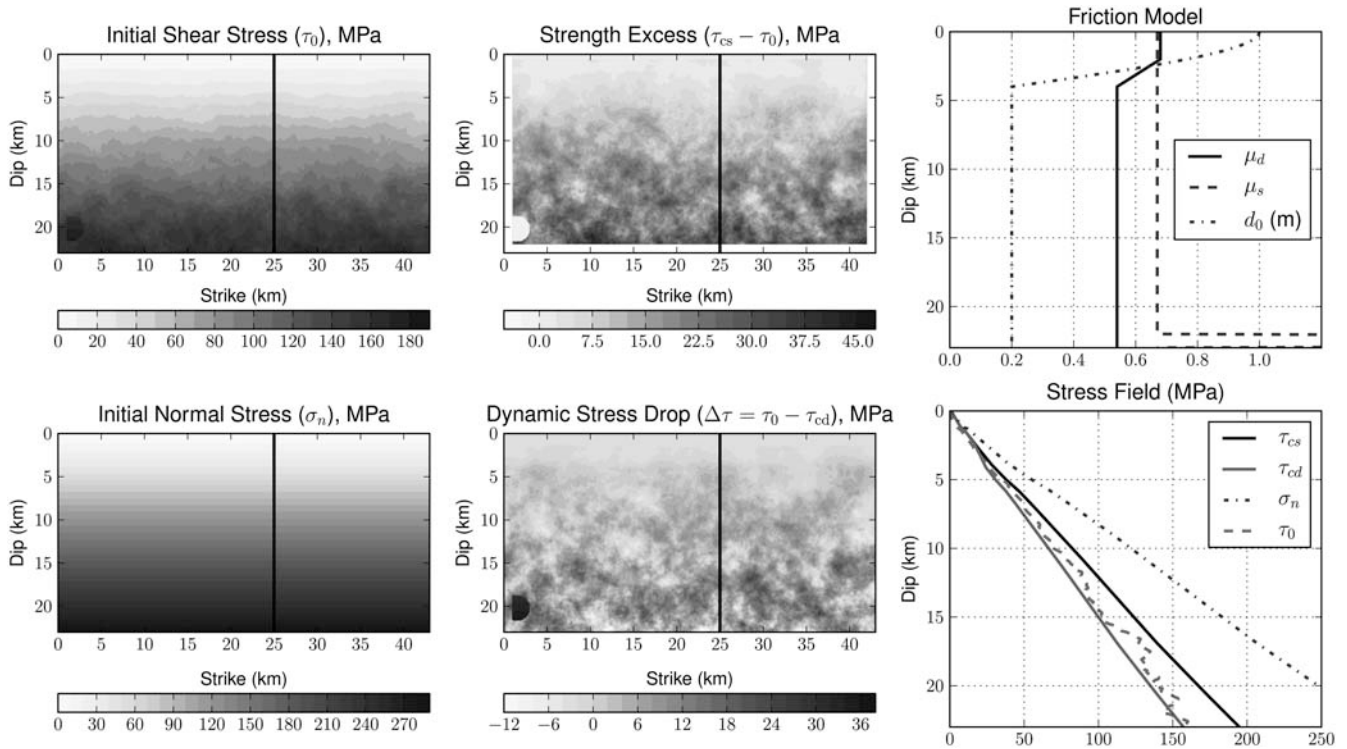 Initial Shear Stress (τ₀), MPa
0
5
10
15
20
Dip (km)
0 5 10 15 20 25 30 35 40
Strike (km)
0 20 40 60 80 100 120 140 160 180
Strength Excess (τcs − τ₀), MPa
0
5
10
15
20
Dip (km)
0 5 10 15 20 25 30 35 40
Strike (km)
0.0 7.5 15.0 22.5 30.0 37.5 45.0
Friction Model
0
5
10
15
20
Dip (km)
μd
μs
d₀ (m)
0.0 0.2 0.4 0.6 0.8 1.0
Initial Normal Stress (σn), MPa
0
5
10
15
20
Dip (km)
0 5 10 15 20 25 30 35 40
Strike (km)
0 30 60 90 120 150 180 210 240 270
Dynamic Stress Drop (Δτ = τ₀ − τcd), MPa
0
5
10
15
20
Dip (km)
0 5 10 15 20 25 30 35 40
Strike (km)
−12 −6 0 6 12 18 24 30 36
Stress Field (MPa)
0
5
10
15
20
Dip (km)
τcs
τcd
σn
τ₀
0 50 100 150 200 250